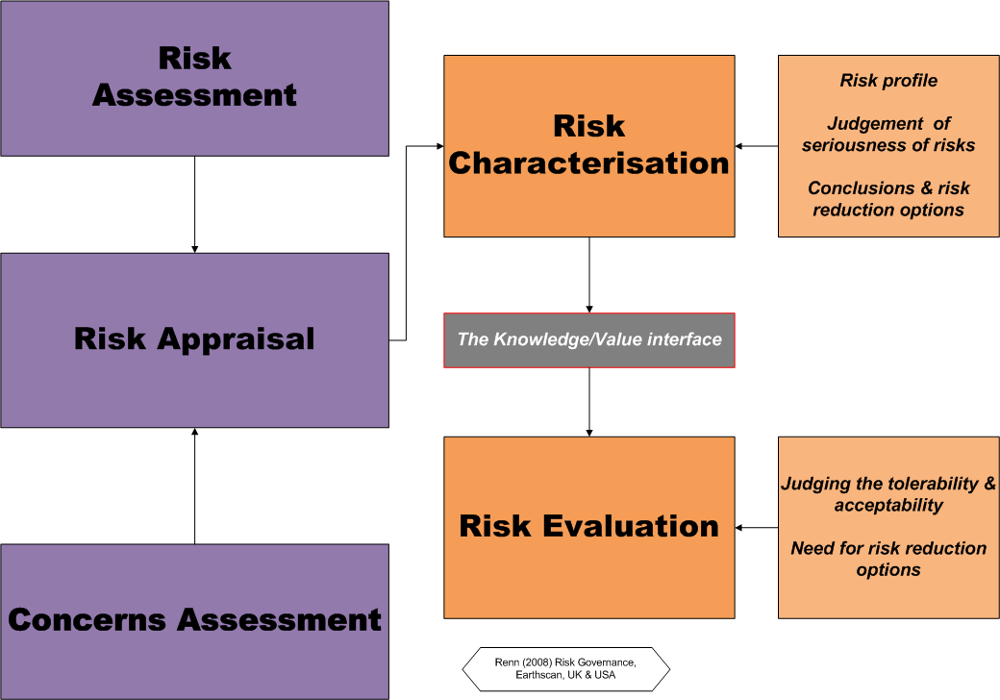 Risk
Assessment
Risk Appraisal
Concerns Assessment
Risk
Characterisation
The Knowledge/Value interface
Risk Evaluation
Risk profile
Judgement of
seriousness of risks
Conclusions & risk
reduction options
Judging the tolerability &
acceptability
Need for risk reduction
options
Renn (2008) Risk Governance,
Earthscan, UK & USA